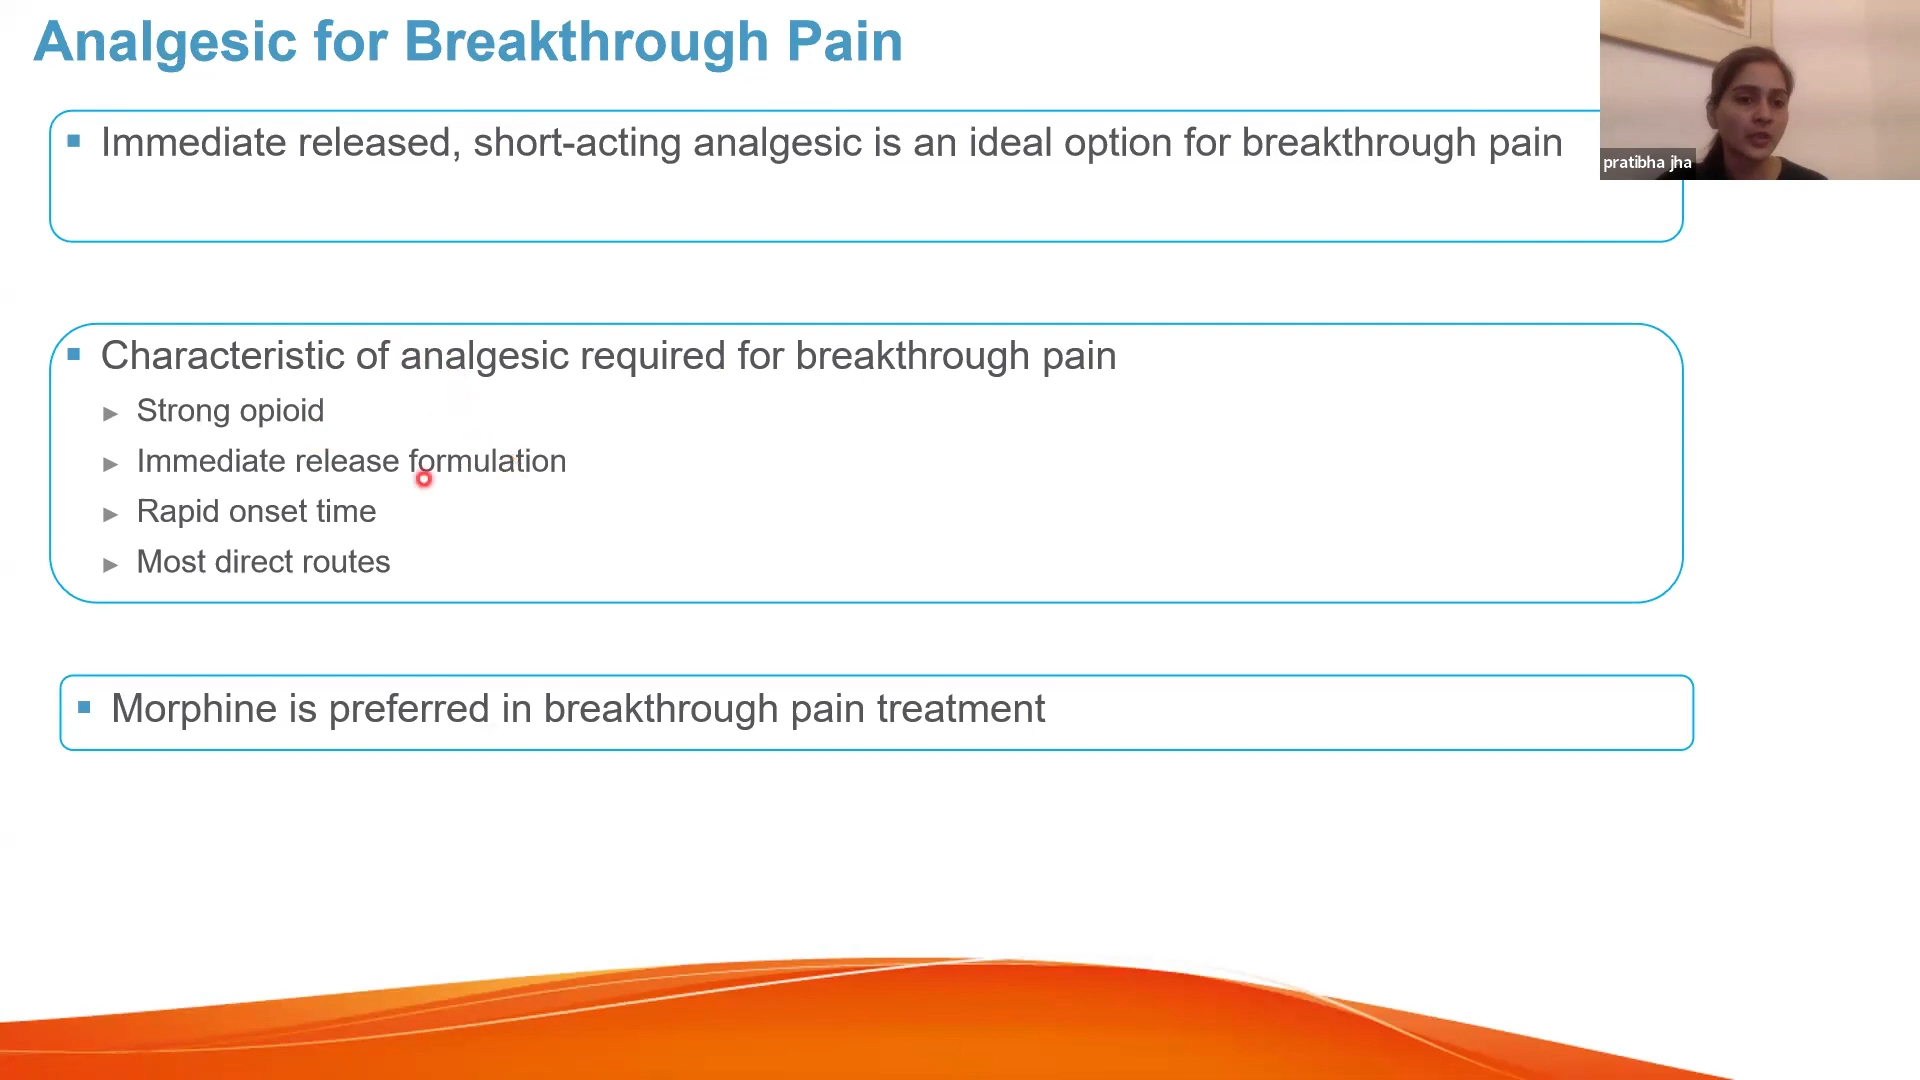 Analgesic for Breakthrough Pain
Immediate released, short-acting analgesic is an ideal option for breakthrough pain
pratibha jha
Characteristic of analgesic required for breakthrough pain
Strong opioid
Immediate release formulation
Rapid onset time
Most direct routes
Morphine is preferred in breakthrough pain treatment